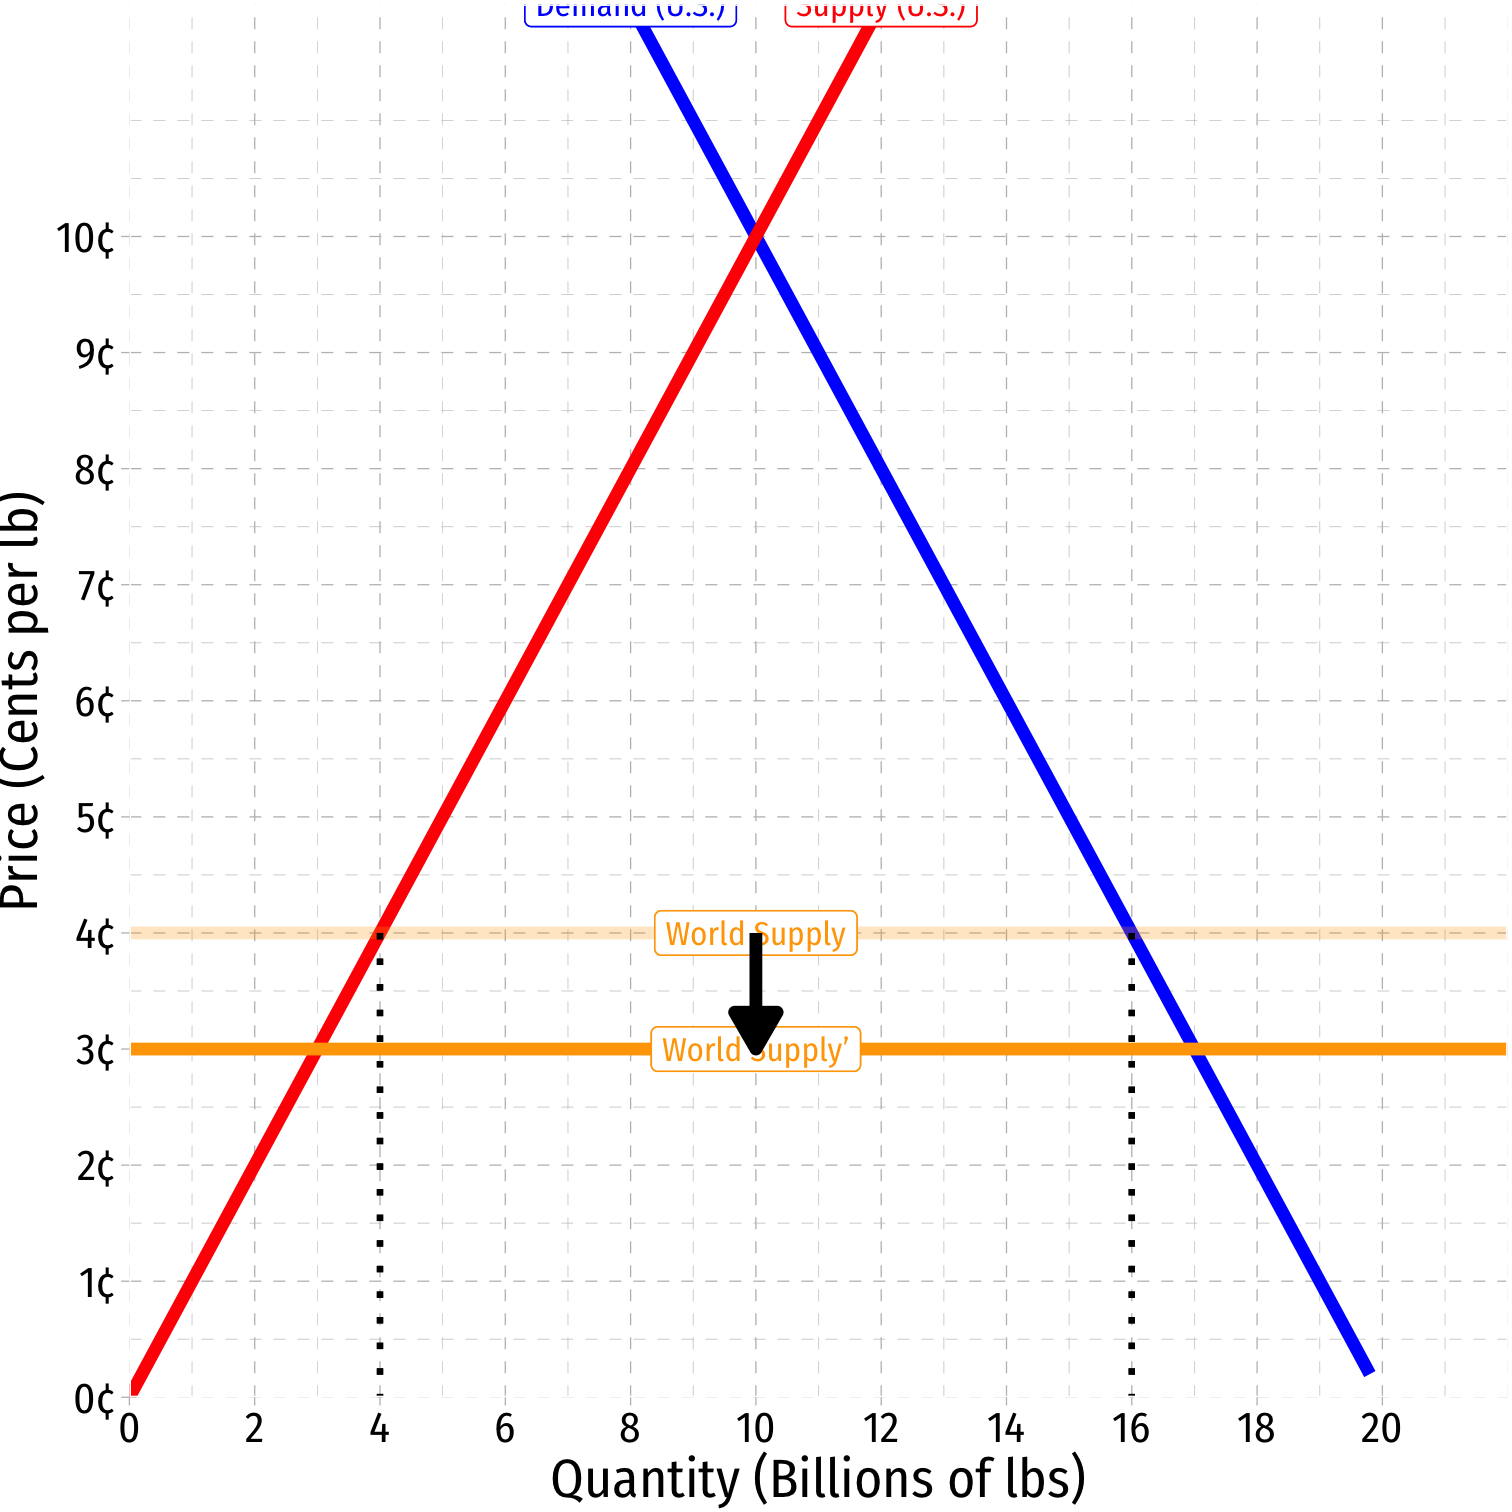 Demand (U.S.)
Supply (U.S.)
10¢
9¢
8¢
7¢
6¢
5¢
4¢
3¢
2¢
1¢
0¢
Price (Cents per lb)
World Supply
World Supply’
0 2 4 6 8 10 12 14 16 18 20
Quantity (Billions of lbs)